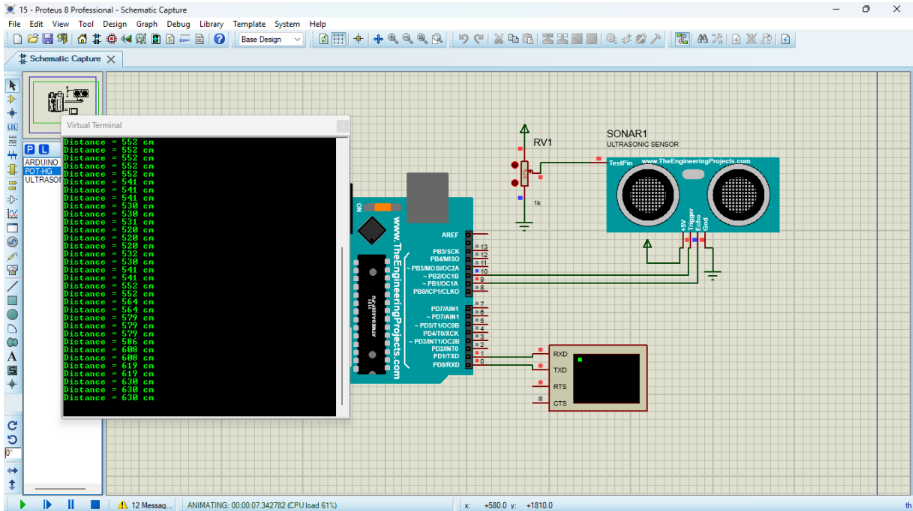 15 - Proteus 8 Professional - Schematic Capture
File Edit View Tool Design Graph Debug Library Template System Help
Base Design
Schematic Capture
Virtual Terminal
P L
ARDUINO
POT-HG
ULTRASON
Distance = 552 cm
Distance = 552 cm
Distance = 552 cm
Distance = 552 cm
Distance = 541 cm
Distance = 541 cm
Distance = 530 cm
Distance = 530 cm
Distance = 531 cm
Distance = 520 cm
Distance = 520 cm
Distance = 520 cm
Distance = 532 cm
Distance = 530 cm
Distance = 541 cm
Distance = 541 cm
Distance = 552 cm
Distance = 552 cm
Distance = 564 cm
Distance = 564 cm
Distance = 579 cm
Distance = 579 cm
Distance = 579 cm
Distance = 586 cm
Distance = 608 cm
Distance = 608 cm
Distance = 619 cm
Distance = 619 cm
Distance = 630 cm
Distance = 630 cm
Distance = 630 cm
RV1
1k
SONAR1
ULTRASONIC SENSOR
TestPin
www.TheEngineeringProjects.com
+5V
Trigger
Echo
Gnd
ON
www.TheEngineeringProjects.com
ATMEGA328P-PU
AREF
PB5/SCK 13
PB4/MISO 12
~ PB3/MOSI/OC2A 11
~ PB2/OC1B 10
~ PB1/OC1A 9
PB0/ICP1/CLKO 8
PD7/AIN1 7
~ PD6/AIN0 6
~ PD5/T1/OC0B 5
PD4/T0/XCK 4
~ PD3/INT1/OC2B 3
PD2/INT0 2
PD1/TXD 1
PD0/RXD 0
RXD
TXD
RTS
CTS
0°
12 Messag...
ANIMATING: 00:00:07.342782 (CPU load 61%)
x: +580.0 y: +1810.0
th